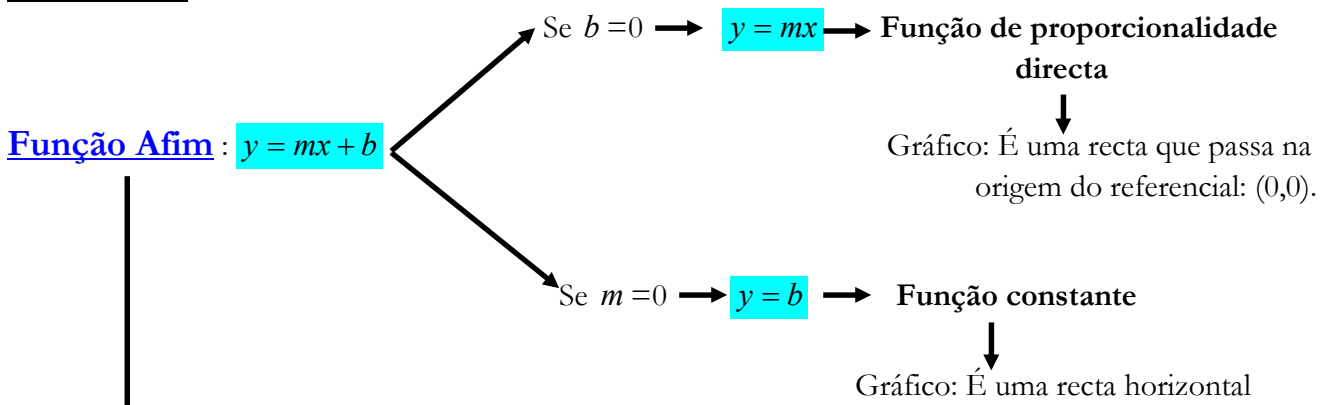 Se b =0 y = mx Função de proporcionalidade
directa
Função Afim : y = mx + b
Gráfico: É uma recta que passa na
origem do referencial: (0,0).
Se m =0 y = b Função constante
Gráfico: É uma recta horizontal